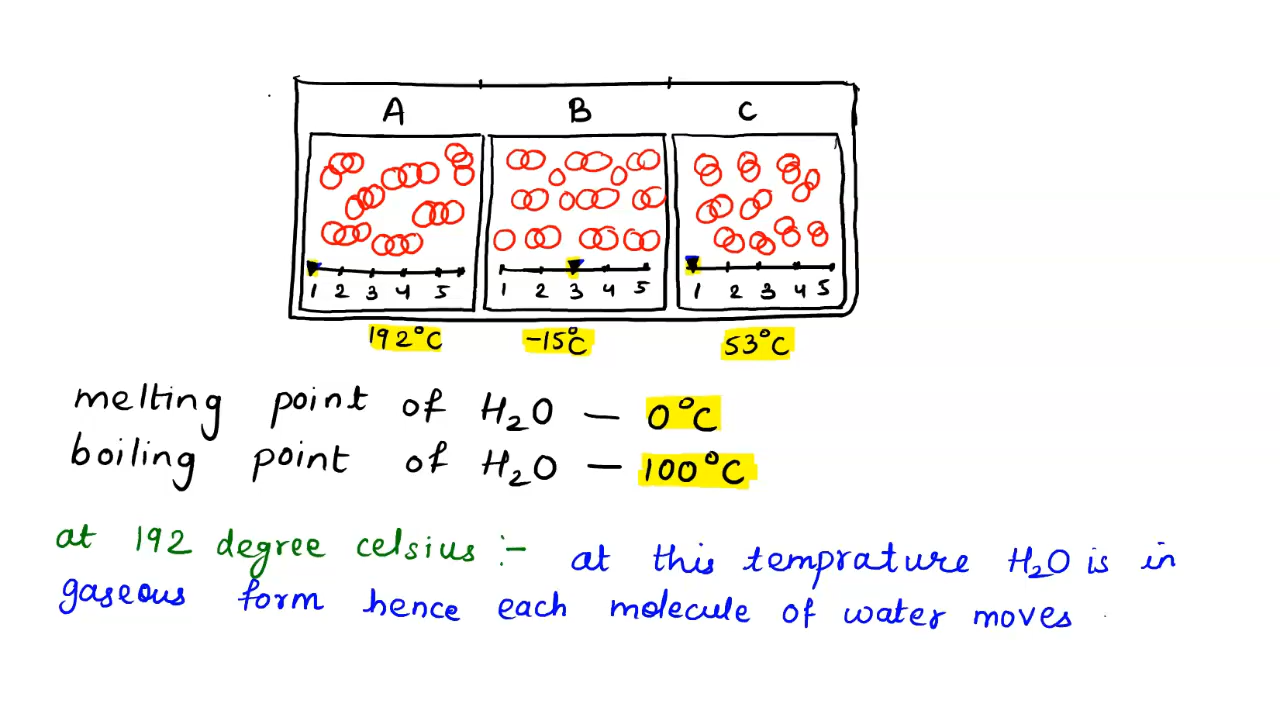 A B C
1 2 3 4 5 1 2 3 4 5 1 2 3 4 5
192°C -15°C 53°C
melting point of H₂O — 0°C
boiling point of H₂O — 100°C
at 192 degree celsius :- at this temprature H₂O is in
gaseous form hence each molecule of water moves